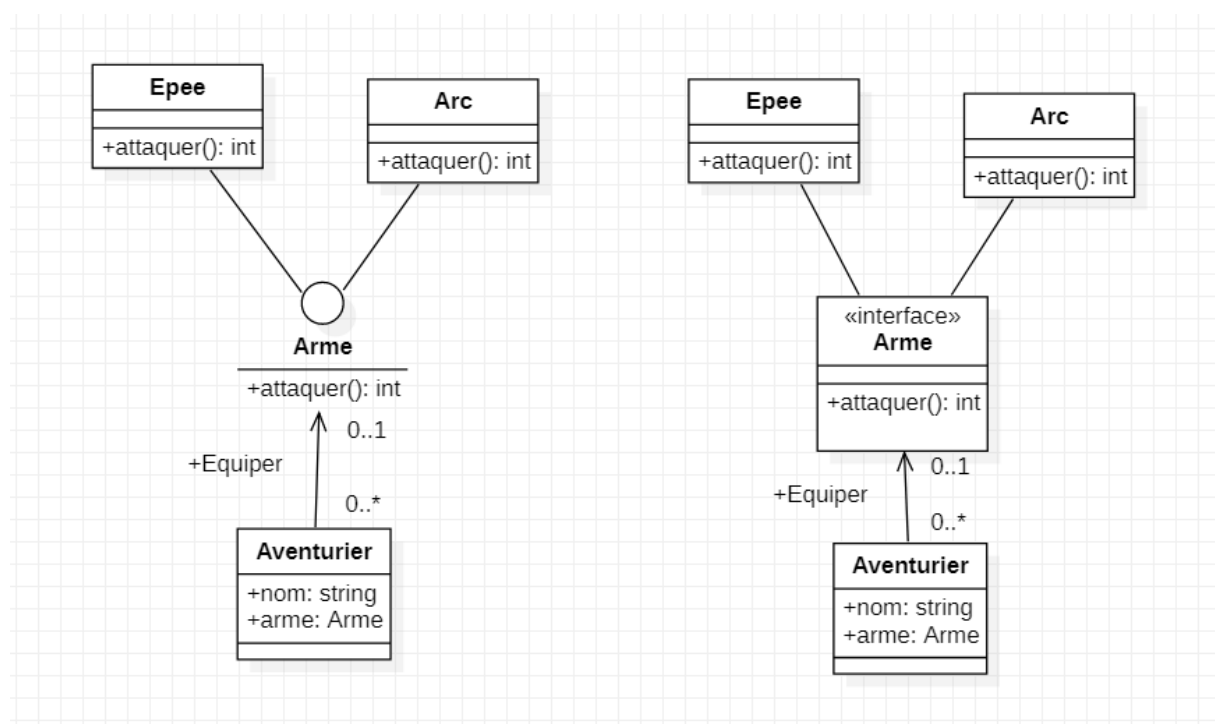 Epee
+attaquer(): int
Arc
+attaquer(): int
Arme
+attaquer(): int
0..1
+Equiper
0..*
Aventurier
+nom: string
+arme: Arme
Epee
+attaquer(): int
Arc
+attaquer(): int
«interface»
Arme
+attaquer(): int
0..1
+Equiper
0..*
Aventurier
+nom: string
+arme: Arme